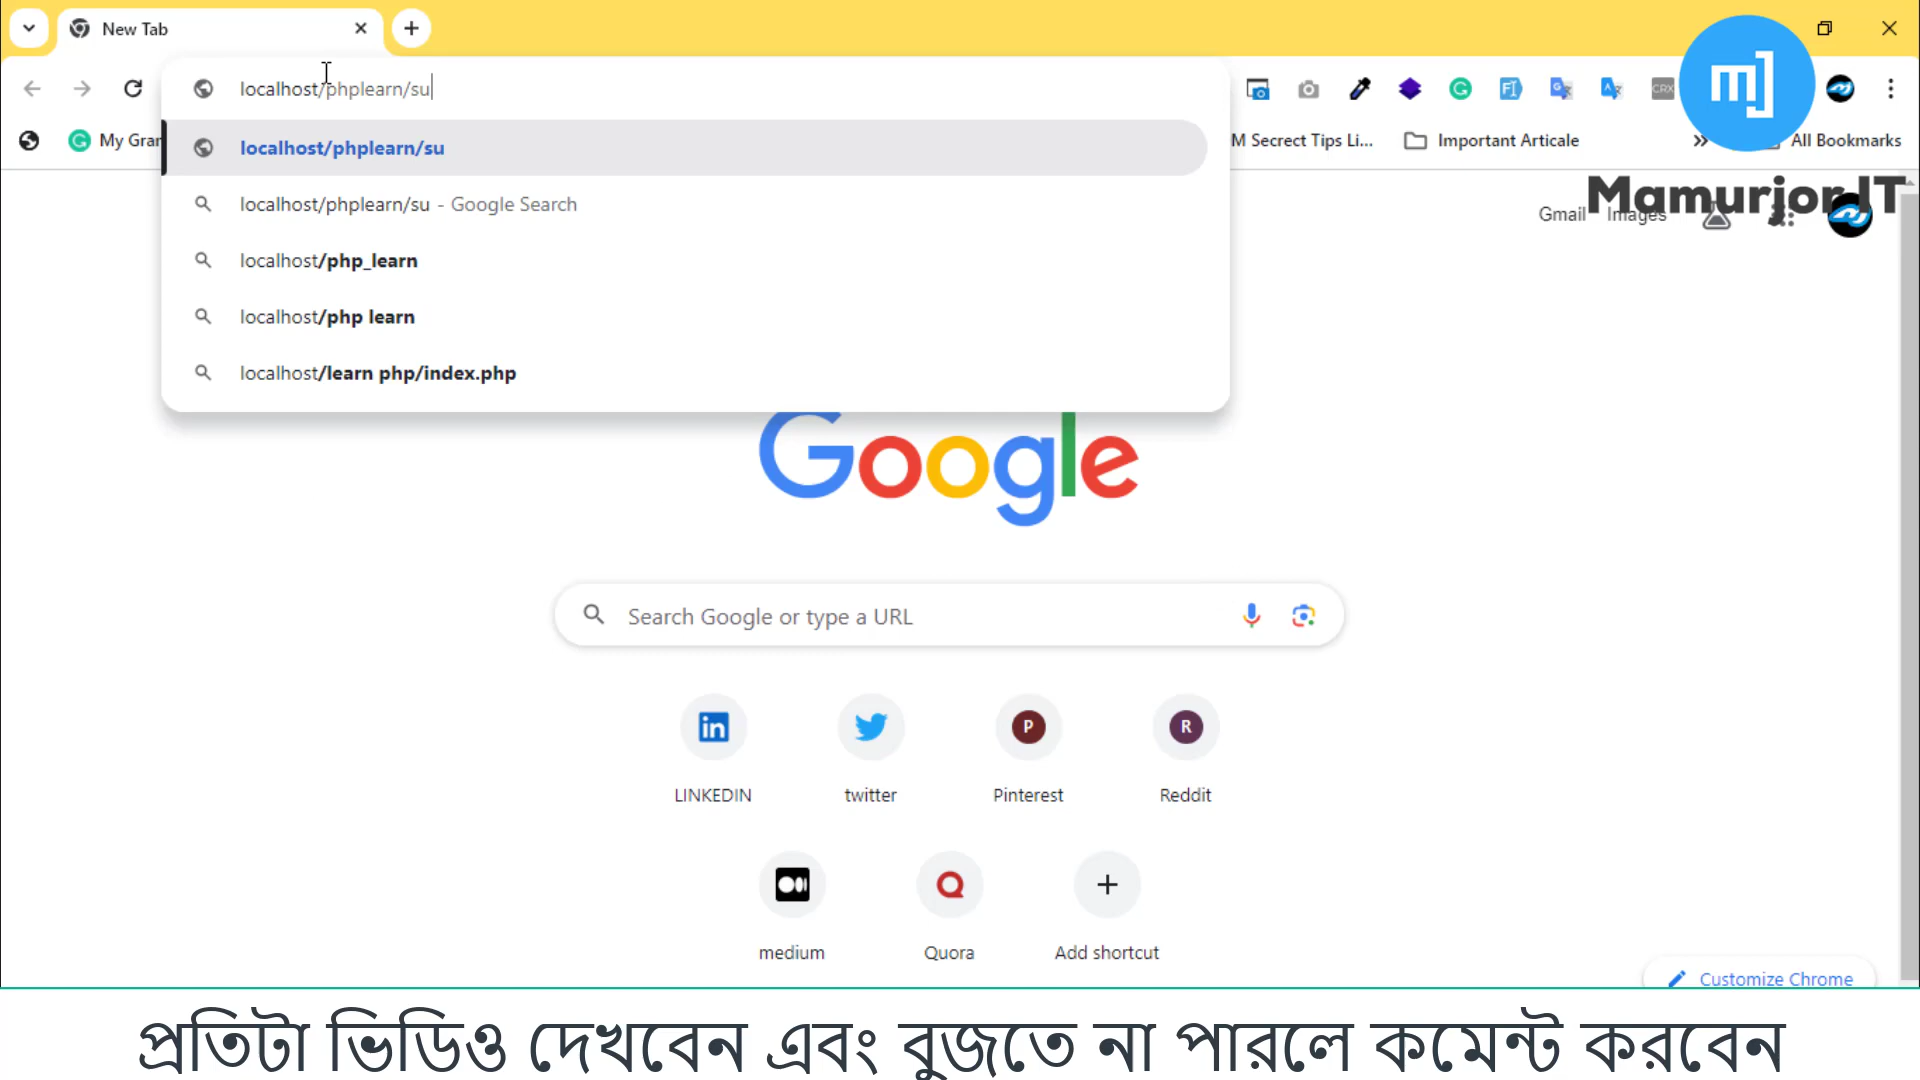 New Tab
localhost/phplearn/su
My Gra
M Secrect Tips Li...
Important Articale
All Bookmarks
localhost/phplearn/su
localhost/phplearn/su - Google Search
localhost/php_learn
localhost/php learn
localhost/learn php/index.php
MamurjorIT
Gmail
Images
Google
Search Google or type a URL
LINKEDIN
twitter
Pinterest
Reddit
medium
Quora
Add shortcut
Customize Chrome
প্রতিটা ভিডিও দেখবেন এবং বুজতে না পারলে কমেন্ট করবেন